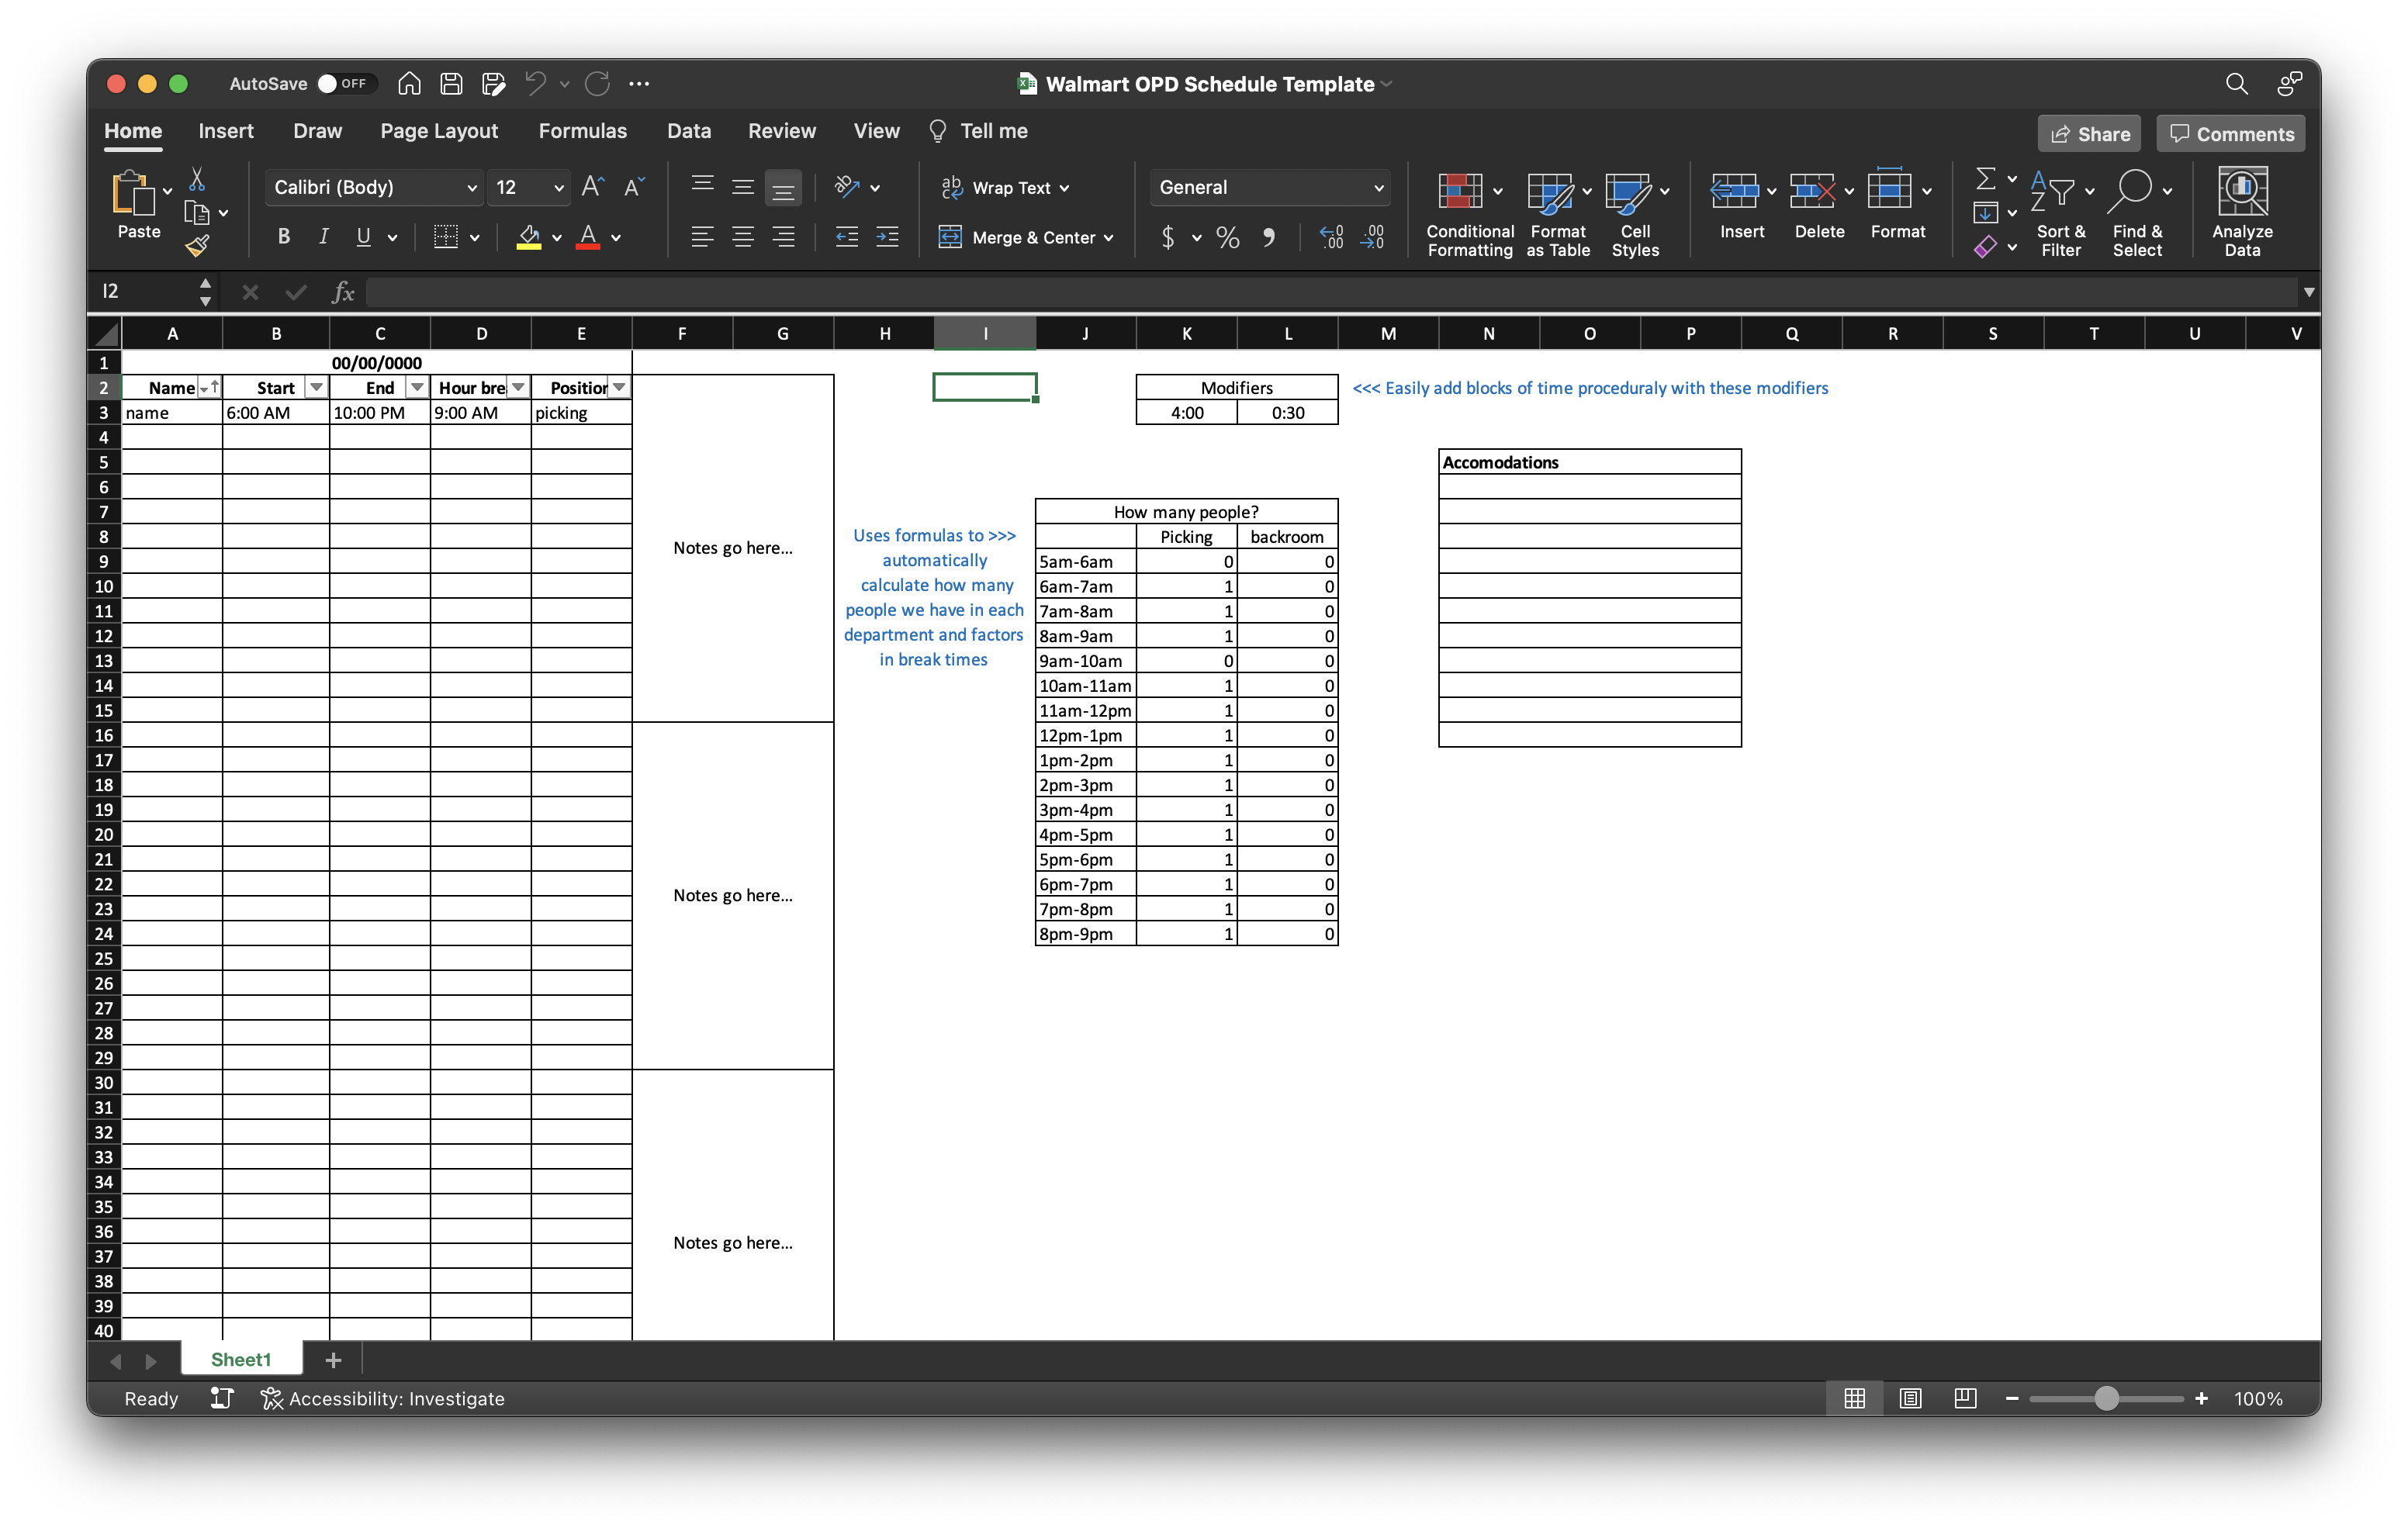 AutoSave OFF
Walmart OPD Schedule Template
Home Insert Draw Page Layout Formulas Data Review View Tell me
Share Comments
Paste
Calibri (Body) 12
B I U
Wrap Text
Merge & Center
General
$ % 9
Conditional Formatting
Format as Table
Cell Styles
Insert
Delete
Format
Sort & Filter
Find & Select
Analyze Data
I2 fx
A B C D E F G H I J K L M N O P Q R S T U V
1 00/00/0000
2 Name Start End Hour bre Position Modifiers <<< Easily add blocks of time proceduraly with these modifiers
3 name 6:00 AM 10:00 PM 9:00 AM picking 4:00 0:30
4
5 Accomodations
6
7 How many people?
8 Picking backroom
Notes go here...
Uses formulas to >>>
automatically
calculate how many
people we have in each
department and factors
in break times
9 5am-6am 0 0
10 6am-7am 1 0
11 7am-8am 1 0
12 8am-9am 1 0
13 9am-10am 0 0
14 10am-11am 1 0
15 11am-12pm 1 0
16 12pm-1pm 1 0
17 1pm-2pm 1 0
18 2pm-3pm 1 0
19 3pm-4pm 1 0
20 4pm-5pm 1 0
21 5pm-6pm 1 0
22 6pm-7pm 1 0
Notes go here...
23 7pm-8pm 1 0
24 8pm-9pm 1 0
25
26
27
28
29
30
31
32
33
34
35
36
Notes go here...
37
38
39
40
Sheet1
Ready Accessibility: Investigate 100%